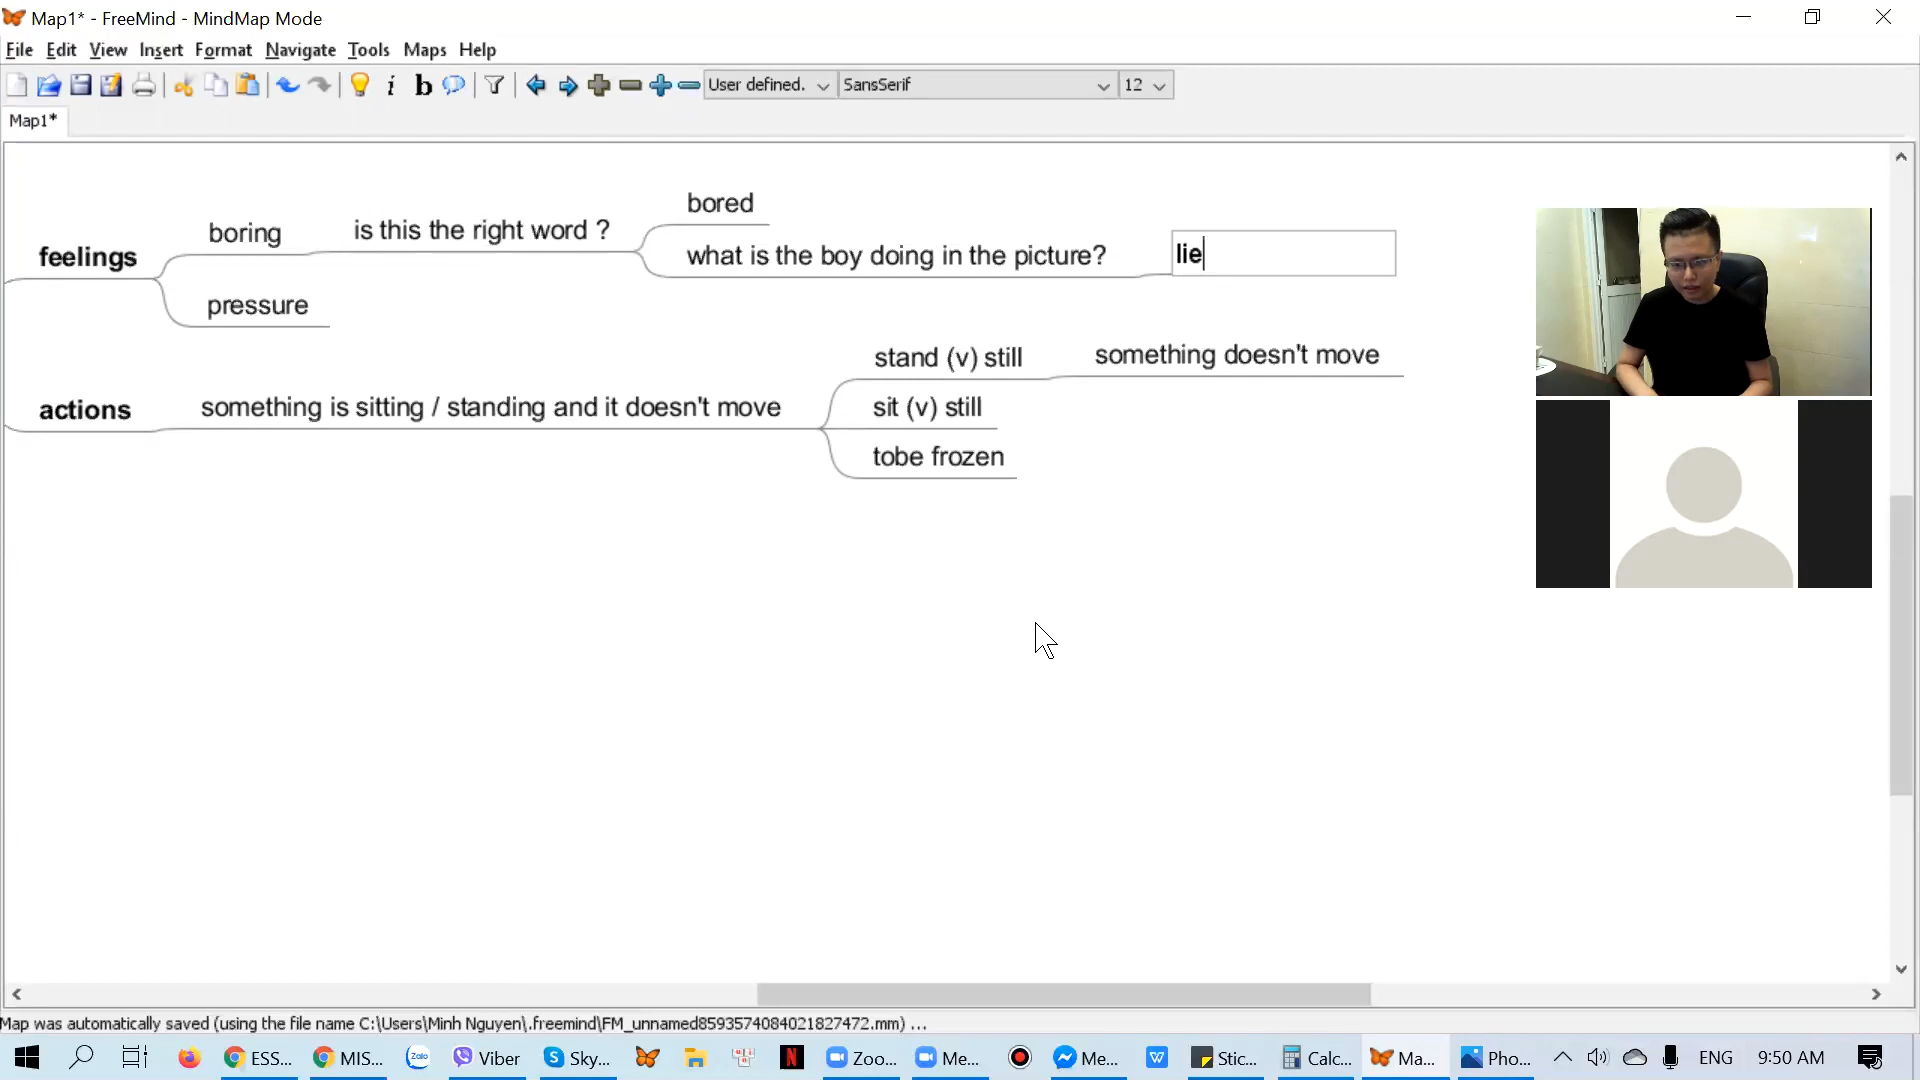 Map1* - FreeMind - MindMap Mode
File Edit View Insert Format Navigate Tools Maps Help
User defined. SansSerif 12
Map1*
bored
boring is this the right word ?
feelings what is the boy doing in the picture? lie
pressure
stand (v) still something doesn't move
actions something is sitting / standing and it doesn't move sit (v) still
tobe frozen
Map was automatically saved (using the file name C:\Users\Minh Nguyen\.freemind\FM_unnamed8593574084021827472.mm) ...
ESS... MIS... Zalo Viber Sky... N Zoo... Me... Me... W Stic... Calc... Ma... Pho... ENG 9:50 AM